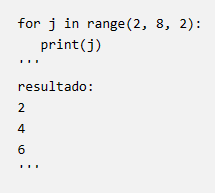 for j in range(2, 8, 2):
   print(j)
'''
resultado:
2
4
6
'''